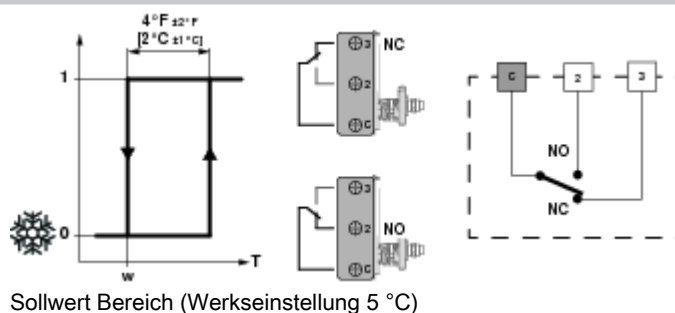 4°F ±2°F
[2°C ±1°C]
1
0
w
T
3 NC
2
C
3
2 NO
C
C 2 3
NO
NC
Sollwert Bereich (Werkseinstellung 5 °C)